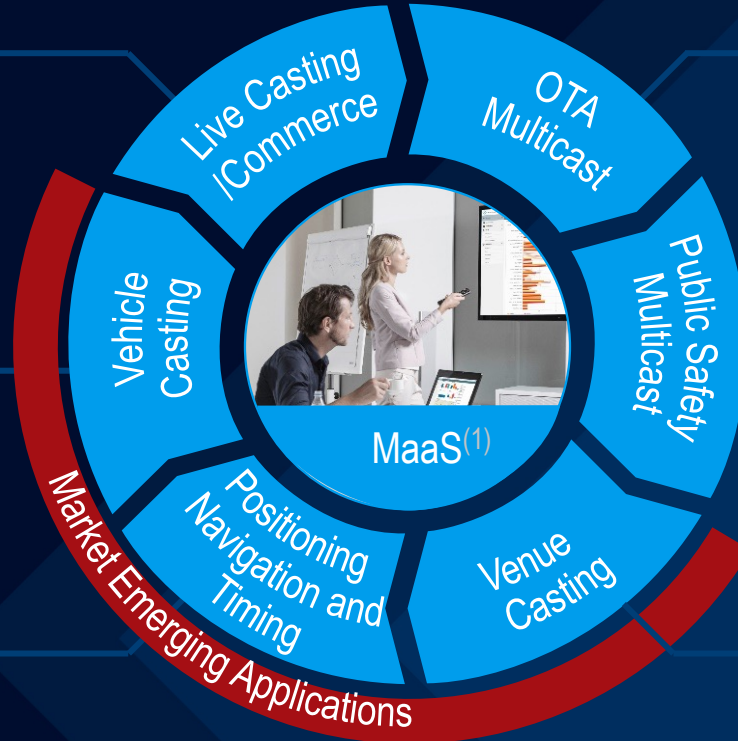 Live Casting
/Commerce
OTA
Multicast
Public Safety
Multicast
Venue
Casting
Positioning
Navigation and
Timing
Vehicle
Casting
MaaS(1)
Market Emerging Applications